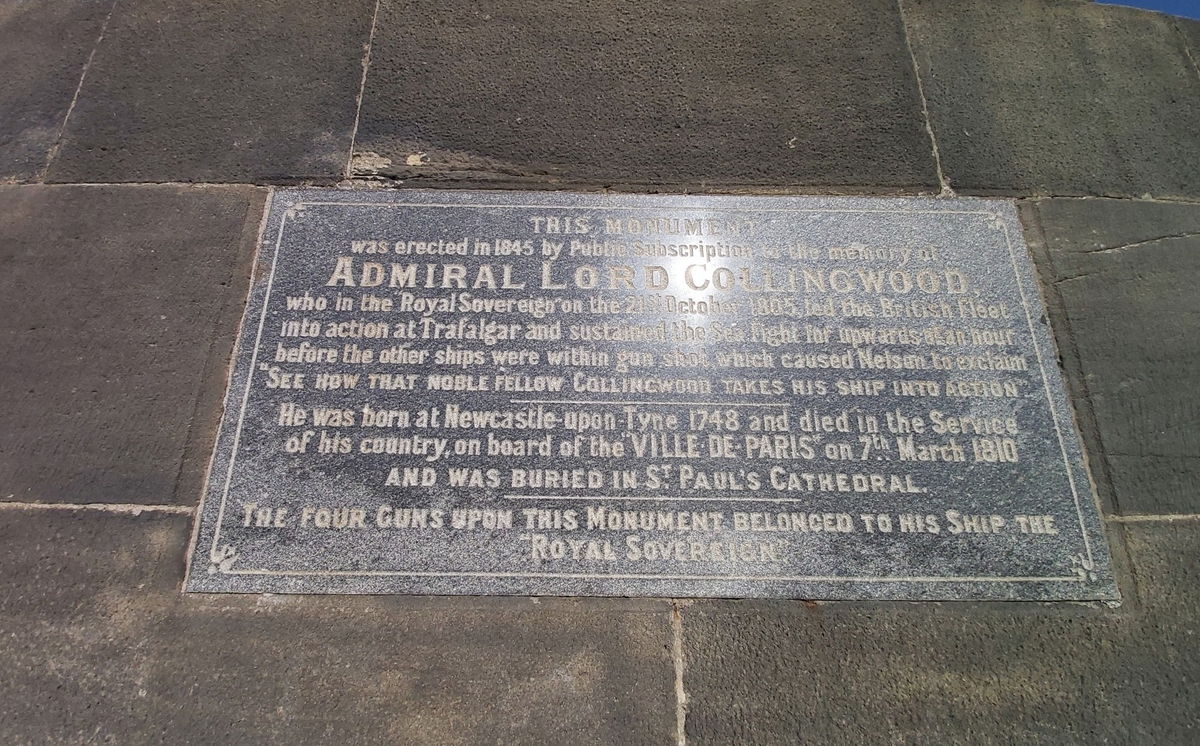 THIS MONUMENT
was erected in 1845 by Public Subscription to the memory of
ADMIRAL LORD COLLINGWOOD
who in the "Royal Sovereign" on the 21st October 1805, led the British Fleet
into action at Trafalgar and sustained the Sea Fight for upwards of an hour
before the other ships were within gun shot, which caused Nelson to exclaim
"SEE HOW THAT NOBLE FELLOW COLLINGWOOD TAKES HIS SHIP INTO ACTION".
He was born at Newcastle-upon-Tyne 1748 and died in the Service
of his country, on board of the "VILLE DE PARIS" on 7th March 1810
AND WAS BURIED IN ST PAUL'S CATHEDRAL.
THE FOUR GUNS UPON THIS MONUMENT BELONGED TO HIS SHIP THE
"ROYAL SOVEREIGN"